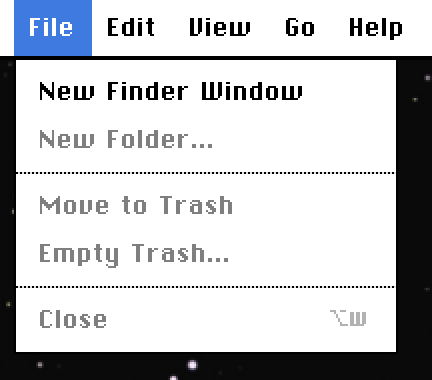 File Edit View Go Help
New Finder Window
New Folder...
Move to Trash
Empty Trash...
Close ⌥W